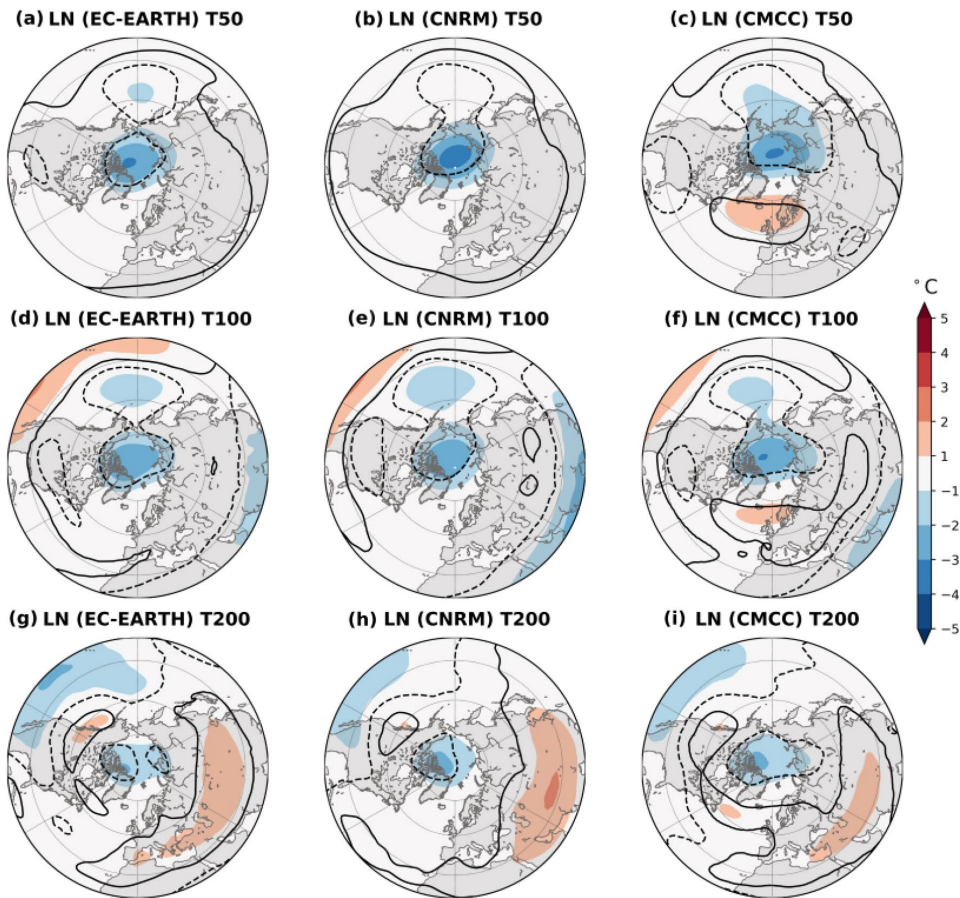 (a) LN (EC-EARTH) T50
(b) LN (CNRM) T50
(c) LN (CMCC) T50
(d) LN (EC-EARTH) T100
(e) LN (CNRM) T100
(f) LN (CMCC) T100
°C
5
4
3
2
1
−1
−2
−3
−4
−5
(g) LN (EC-EARTH) T200
(h) LN (CNRM) T200
(i) LN (CMCC) T200